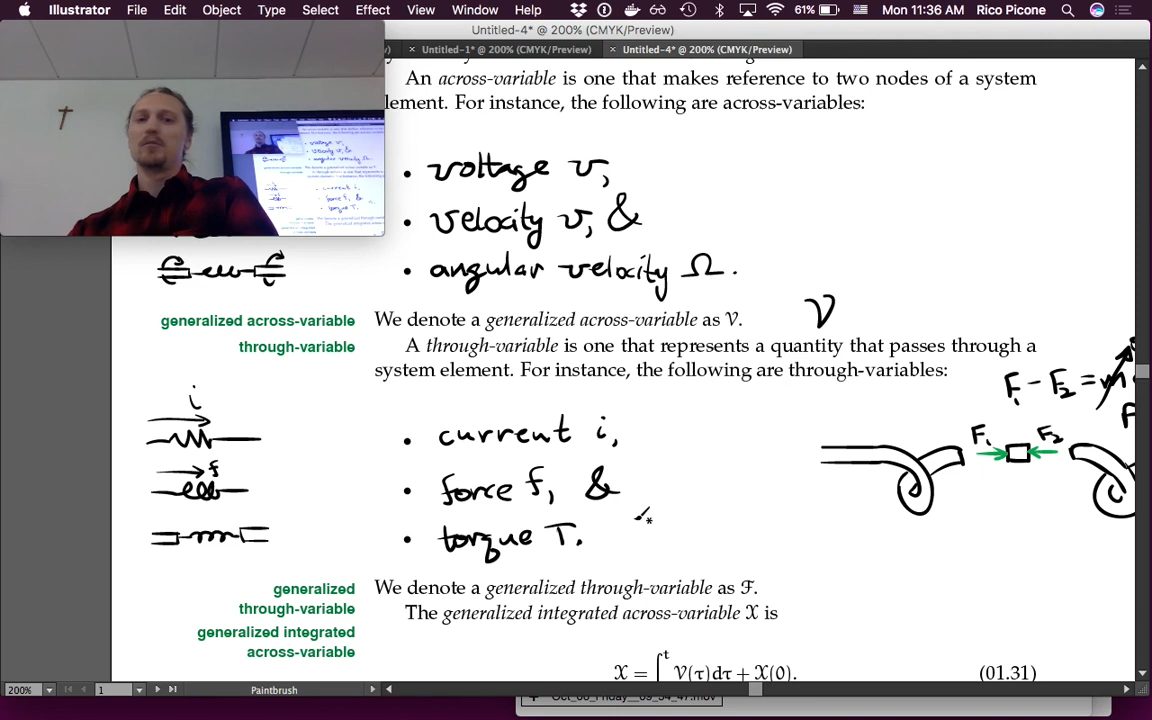 Illustrator File Edit Object Type Select Effect View Window Help 61% Mon 11:36 AM Rico Picone
Untitled-4* @ 200% (CMYK/Preview)
Untitled-1* @ 200% (CMYK/Preview) Untitled-4* @ 200% (CMYK/Preview)
An across-variable is one that makes reference to two nodes of a system
element. For instance, the following are across-variables:
• voltage v,
• velocity v, &
• angular velocity Ω.
generalized across-variable We denote a generalized across-variable as V. V
through-variable A through-variable is one that represents a quantity that passes through a
system element. For instance, the following are through-variables:
F1 - F2 = m
i
• current i,
F1 F2
f
• force f, &
• torque T.
generalized We denote a generalized through-variable as F.
through-variable The generalized integrated across-variable X is
generalized integrated
across-variable
X = ∫ t V(τ)dτ + X(0). (01.31)
200% 1 Paintbrush